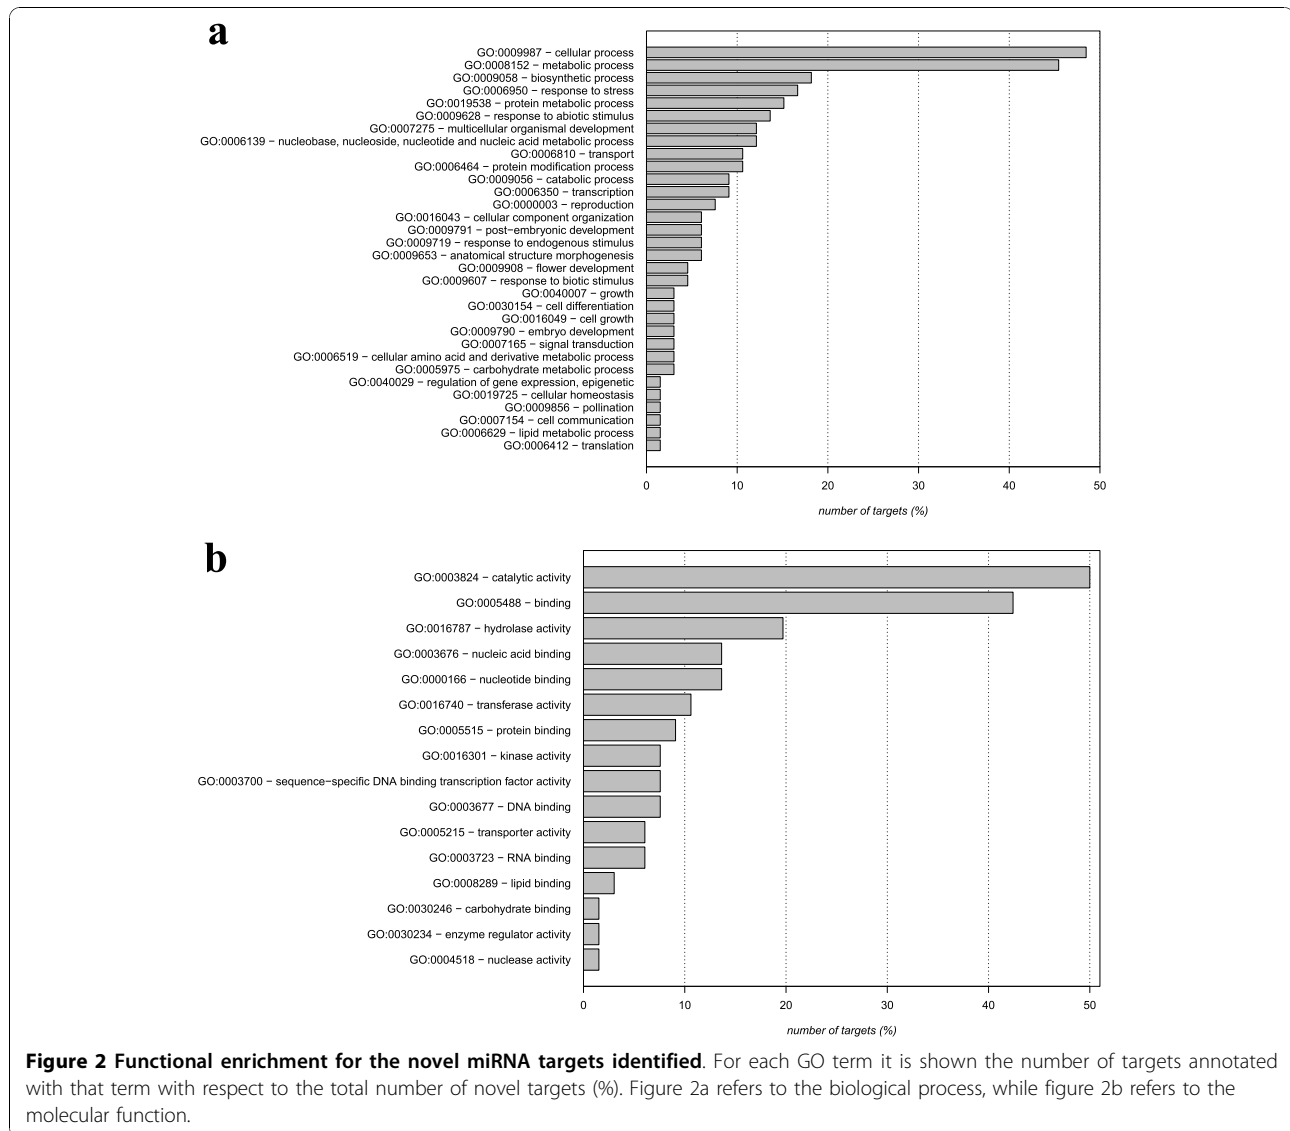 a
GO:0009987 − cellular process
GO:0008152 − metabolic process
GO:0009058 − biosynthetic process
GO:0006950 − response to stress
GO:0019538 − protein metabolic process
GO:0009628 − response to abiotic stimulus
GO:0007275 − multicellular organismal development
GO:0006139 − nucleobase, nucleoside, nucleotide and nucleic acid metabolic process
GO:0006810 − transport
GO:0006464 − protein modification process
GO:0009056 − catabolic process
GO:0006350 − transcription
GO:0000003 − reproduction
GO:0016043 − cellular component organization
GO:0009791 − post−embryonic development
GO:0009719 − response to endogenous stimulus
GO:0009653 − anatomical structure morphogenesis
GO:0009908 − flower development
GO:0009607 − response to biotic stimulus
GO:0040007 − growth
GO:0030154 − cell differentiation
GO:0016049 − cell growth
GO:0009790 − embryo development
GO:0007165 − signal transduction
GO:0006519 − cellular amino acid and derivative metabolic process
GO:0005975 − carbohydrate metabolic process
GO:0040029 − regulation of gene expression, epigenetic
GO:0019725 − cellular homeostasis
GO:0009856 − pollination
GO:0007154 − cell communication
GO:0006629 − lipid metabolic process
GO:0006412 − translation
0 10 20 30 40 50
number of targets (%)
b
GO:0003824 − catalytic activity
GO:0005488 − binding
GO:0016787 − hydrolase activity
GO:0003676 − nucleic acid binding
GO:0000166 − nucleotide binding
GO:0016740 − transferase activity
GO:0005515 − protein binding
GO:0016301 − kinase activity
GO:0003700 − sequence−specific DNA binding transcription factor activity
GO:0003677 − DNA binding
GO:0005215 − transporter activity
GO:0003723 − RNA binding
GO:0008289 − lipid binding
GO:0030246 − carbohydrate binding
GO:0030234 − enzyme regulator activity
GO:0004518 − nuclease activity
0 10 20 30 40 50
number of targets (%)
Figure 2 Functional enrichment for the novel miRNA targets identified. For each GO term it is shown the number of targets annotated
with that term with respect to the total number of novel targets (%). Figure 2a refers to the biological process, while figure 2b refers to the
molecular function.